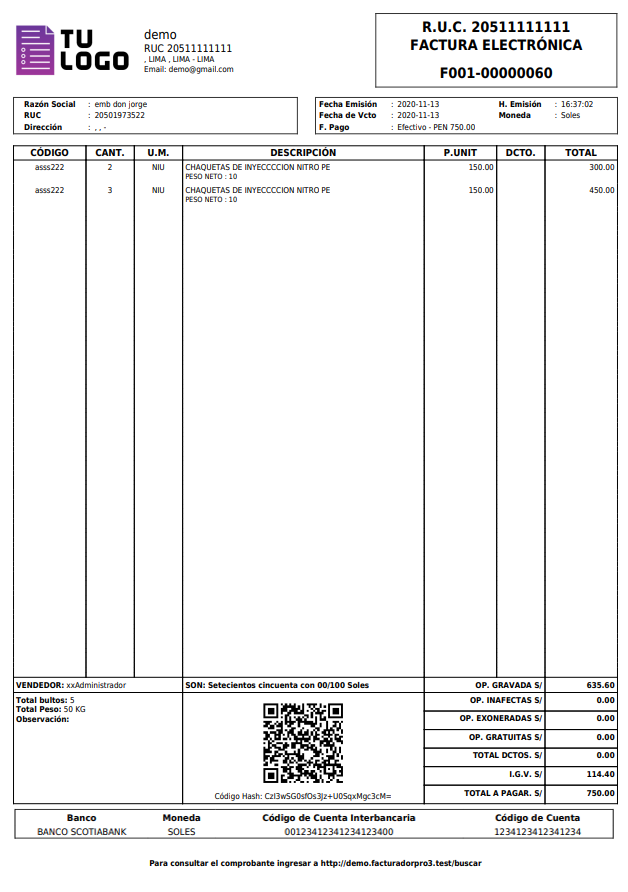 TU
LOGO
demo
RUC 20511111111
, LIMA , LIMA - LIMA
Email: demo@gmail.com
R.U.C. 20511111111
FACTURA ELECTRÓNICA
F001-00000060
Razón Social : emb don jorge
RUC : 20501973522
Dirección : , , -
Fecha Emisión : 2020-11-13 H. Emisión : 16:37:02
Fecha de Vcto : 2020-11-13 Moneda : Soles
F. Pago : Efectivo - PEN 750.00
CÓDIGO CANT. U.M. DESCRIPCIÓN P.UNIT DCTO. TOTAL
asss222 2 NIU CHAQUETAS DE INYECCCCION NITRO PE 150.00 300.00
PESO NETO : 10
asss222 3 NIU CHAQUETAS DE INYECCCCION NITRO PE 150.00 450.00
PESO NETO : 10
VENDEDOR: xxAdministrador SON: Setecientos cincuenta con 00/100 Soles OP. GRAVADA S/ 635.60
Total bultos: 5
Total Peso: 50 KG
Observación:
OP. INAFECTAS S/ 0.00
OP. EXONERADAS S/ 0.00
OP. GRATUITAS S/ 0.00
TOTAL DCTOS. S/ 0.00
I.G.V. S/ 114.40
TOTAL A PAGAR. S/ 750.00
Código Hash: CzI3wSG0sfOs3Jz+U0SqxMgc3cM=
Banco Moneda Código de Cuenta Interbancaria Código de Cuenta
BANCO SCOTIABANK SOLES 00123412341234123400 1234123412341234
Para consultar el comprobante ingresar a http://demo.facturadorpro3.test/buscar